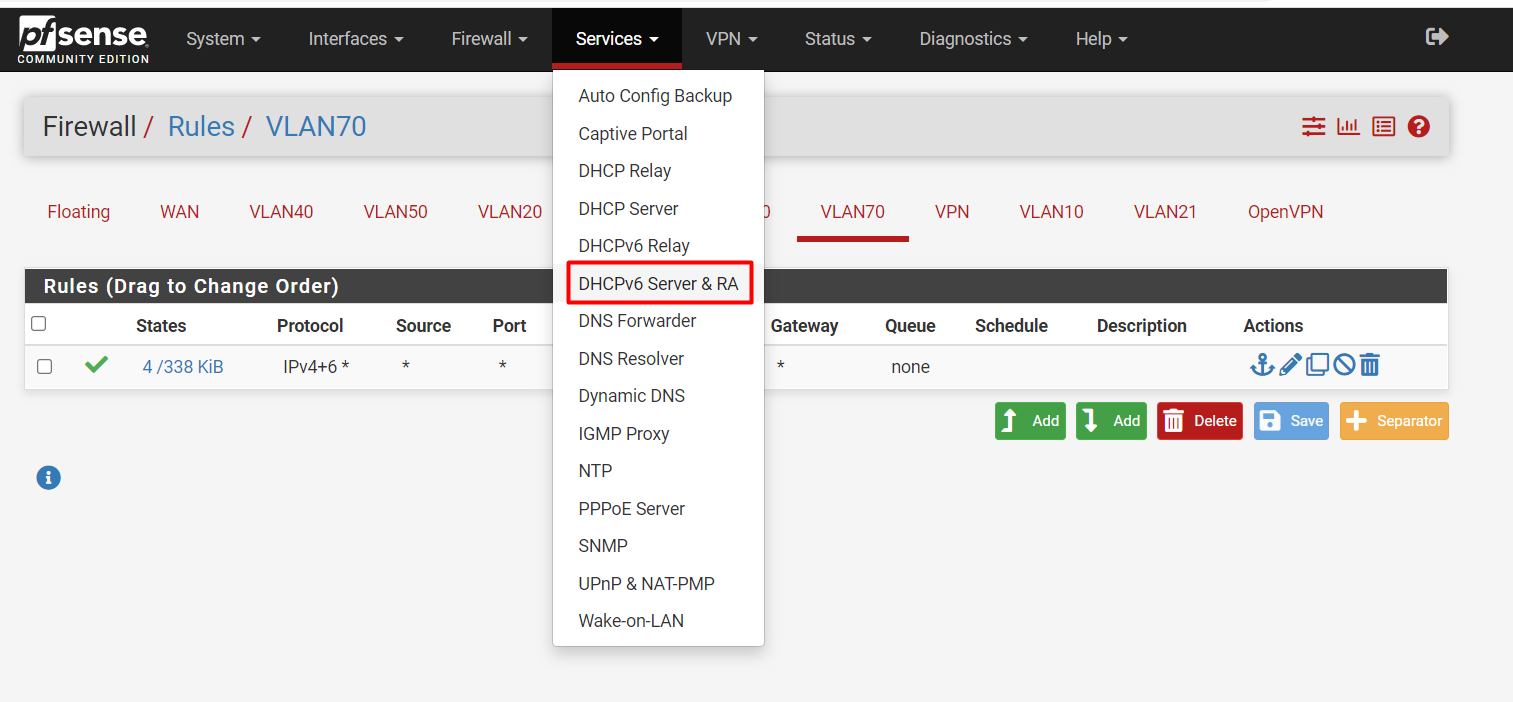 pfsense
COMMUNITY EDITION
System
Interfaces
Firewall
Services
VPN
Status
Diagnostics
Help
Firewall / Rules / VLAN70
Auto Config Backup
Captive Portal
DHCP Relay
DHCP Server
DHCPv6 Relay
DHCPv6 Server & RA
DNS Forwarder
DNS Resolver
Dynamic DNS
IGMP Proxy
NTP
PPPoE Server
SNMP
UPnP & NAT-PMP
Wake-on-LAN
Floating WAN VLAN40 VLAN50 VLAN20 VLAN70 VPN VLAN10 VLAN21 OpenVPN
Rules (Drag to Change Order)
States Protocol Source Port Gateway Queue Schedule Description Actions
4 /338 KiB IPv4+6 * * * * none
Add Add Delete Save Separator